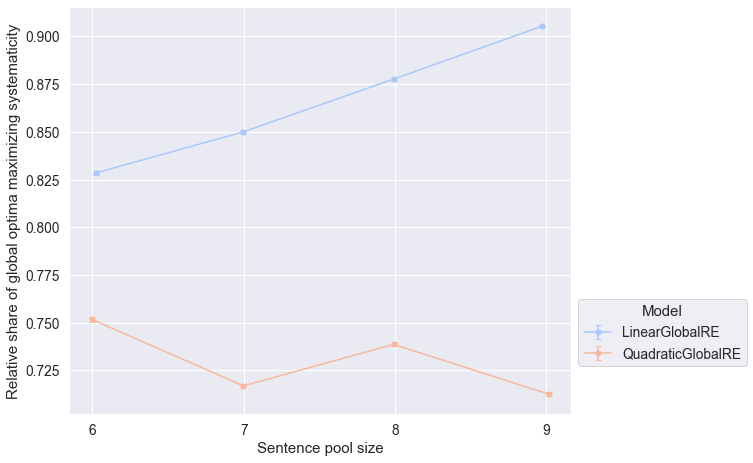 Relative share of global optima maximizing systematicity
0.900
0.875
0.850
0.825
0.800
0.775
0.750
0.725
6 7 8 9
Sentence pool size
Model
LinearGlobalRE
QuadraticGlobalRE